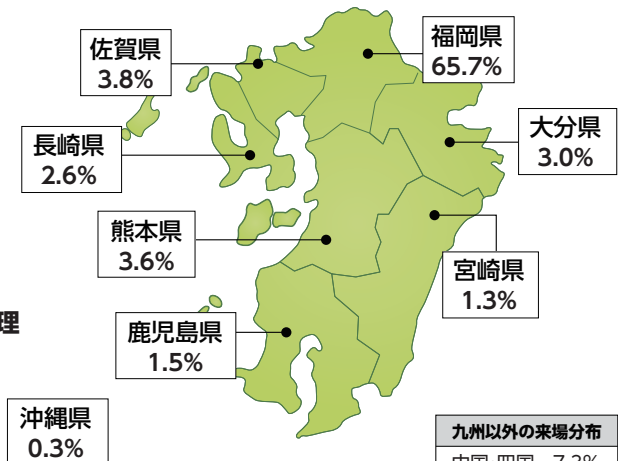 福岡県
65.7%
佐賀県
3.8%
大分県
3.0%
長崎県
2.6%
熊本県
3.6%
宮崎県
1.3%
鹿児島県
1.5%
理
沖縄県
0.3%
九州以外の来場分布